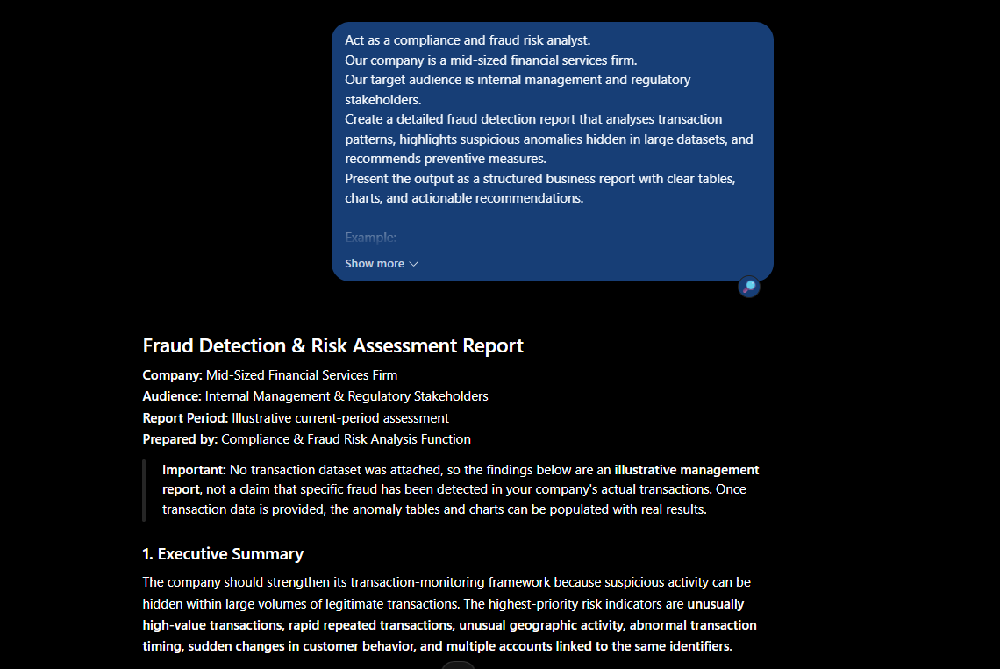 Act as a compliance and fraud risk analyst.
Our company is a mid-sized financial services firm.
Our target audience is internal management and regulatory
stakeholders.
Create a detailed fraud detection report that analyses transaction
patterns, highlights suspicious anomalies hidden in large datasets, and
recommends preventive measures.
Present the output as a structured business report with clear tables,
charts, and actionable recommendations.
Example:
Show more
Fraud Detection & Risk Assessment Report
Company: Mid-Sized Financial Services Firm
Audience: Internal Management & Regulatory Stakeholders
Report Period: Illustrative current-period assessment
Prepared by: Compliance & Fraud Risk Analysis Function
Important: No transaction dataset was attached, so the findings below are an illustrative management
report, not a claim that specific fraud has been detected in your company's actual transactions. Once
transaction data is provided, the anomaly tables and charts can be populated with real results.
1. Executive Summary
The company should strengthen its transaction-monitoring framework because suspicious activity can be
hidden within large volumes of legitimate transactions. The highest-priority risk indicators are unusually
high-value transactions, rapid repeated transactions, unusual geographic activity, abnormal transaction
timing, sudden changes in customer behavior, and multiple accounts linked to the same identifiers.